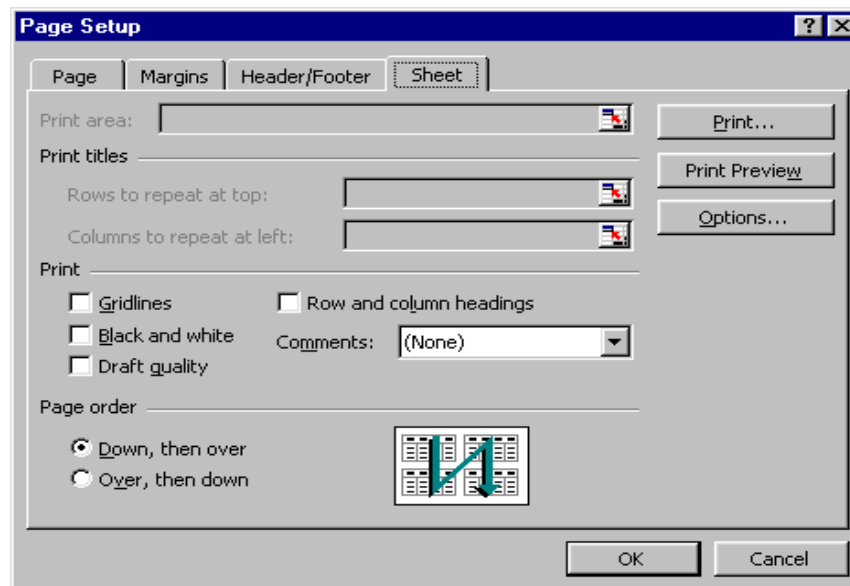 Page Setup
Page Margins Header/Footer Sheet
Print area:
Print...
Print titles
Print Preview
Rows to repeat at top:
Options...
Columns to repeat at left:
Print
Gridlines Row and column headings
Black and white Comments: (None)
Draft quality
Page order
Down, then over
Over, then down
OK Cancel